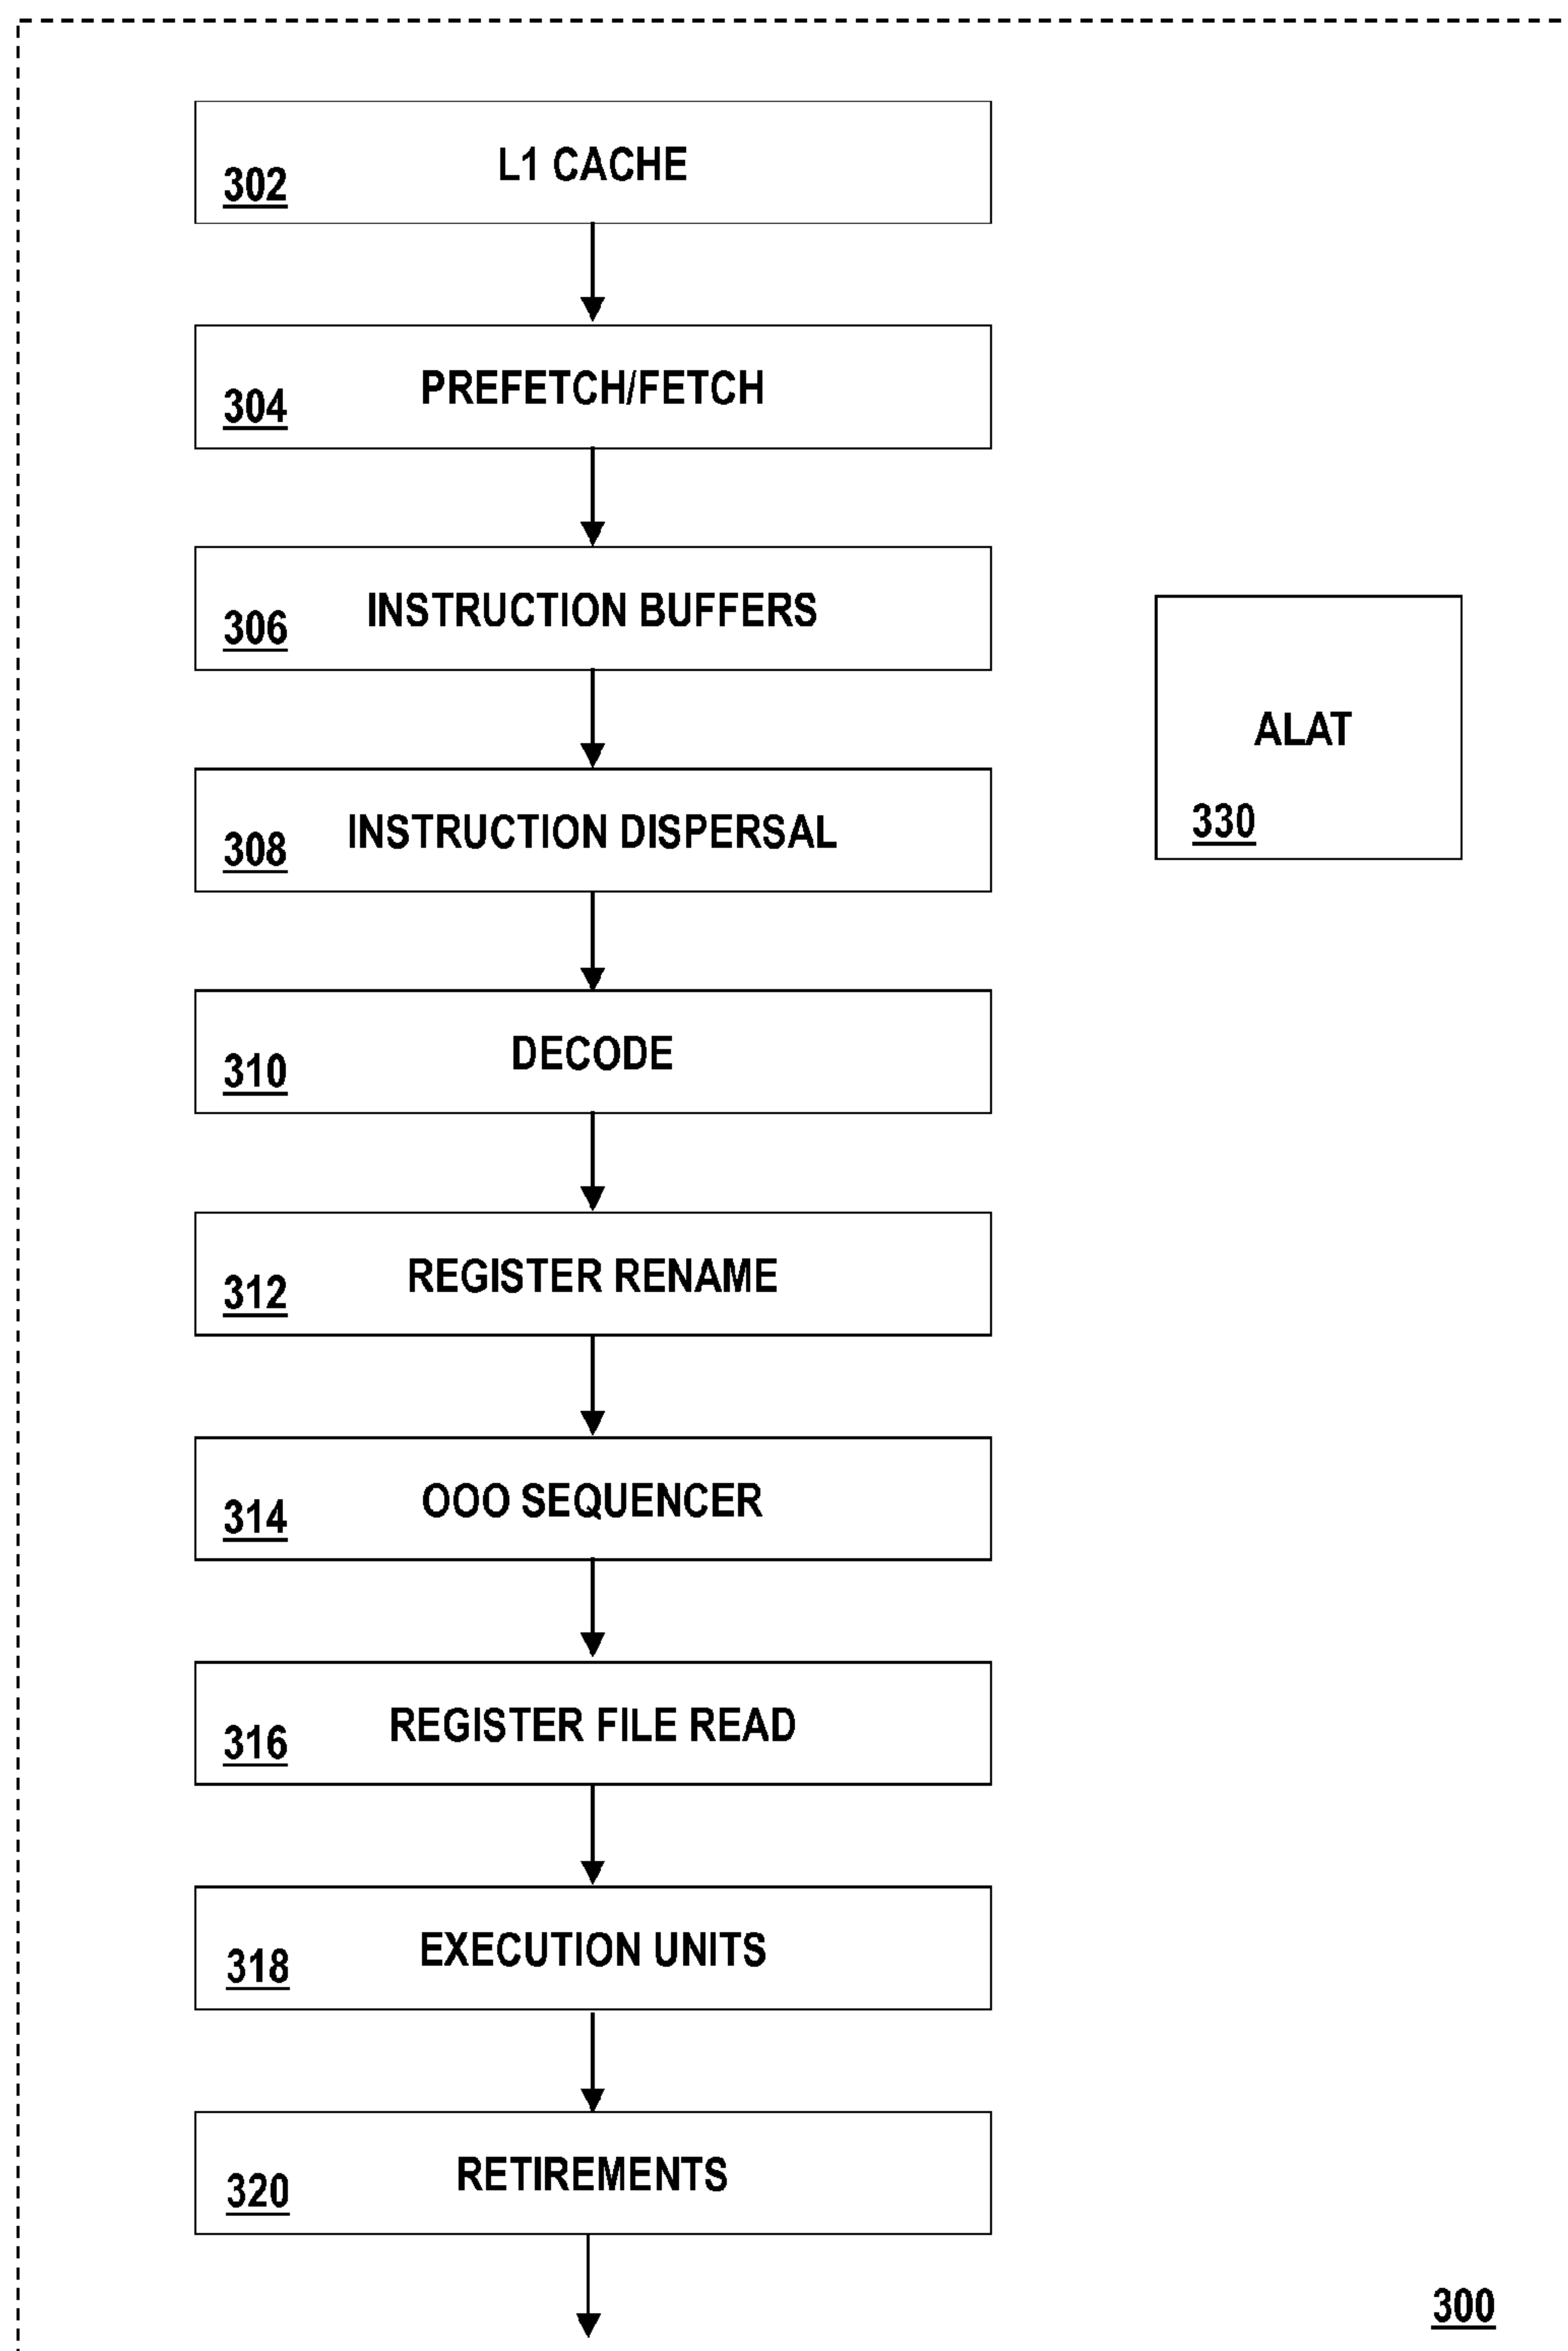 L1 CACHE
302
PREFETCH/FETCH
304
INSTRUCTION BUFFERS
306
INSTRUCTION DISPERSAL
308
DECODE
310
REGISTER RENAME
312
OOO SEQUENCER
314
REGISTER FILE READ
316
EXECUTION UNITS
318
RETIREMENTS
320
ALAT
330
300